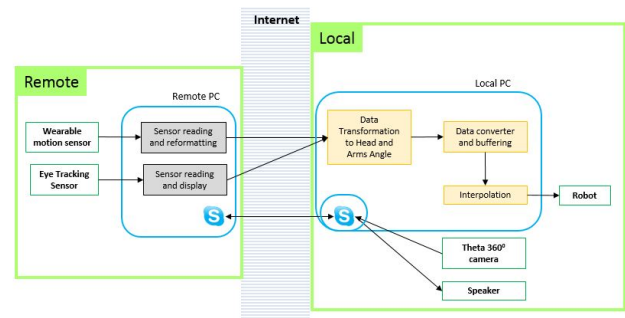 Internet
Local
Remote
Remote PC
Local PC
Wearable
motion sensor
Sensor reading
and reformatting
Data
Transformation
to Head and
Arms Angle
Data converter
and buffering
Eye Tracking
Sensor
Sensor reading
and display
Interpolation
Robot
S
S
Theta 360⁰
camera
Speaker